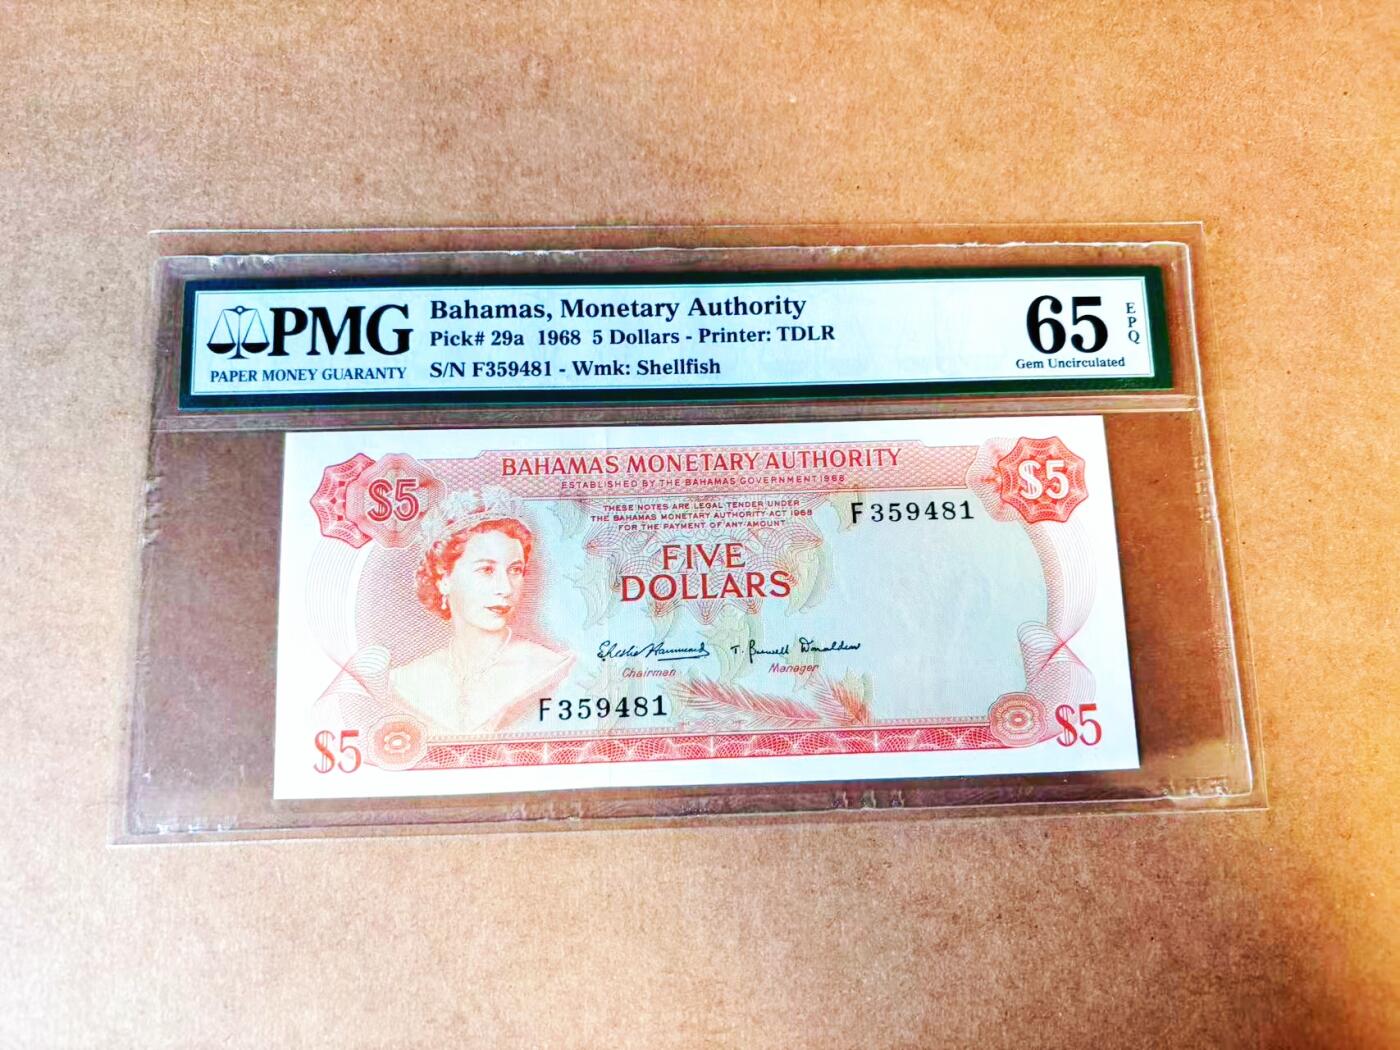 PMG
PAPER MONEY GUARANTY
Bahamas, Monetary Authority
Pick# 29a 1968 5 Dollars - Printer: TDLR
S/N F359481 - Wmk: Shellfish
65
EPQ
Gem Uncirculated
BAHAMAS MONETARY AUTHORITY
ESTABLISHED BY THE BAHAMAS GOVERNMENT 1968
$5
$5
THESE NOTES ARE LEGAL TENDER UNDER
THE BAHAMAS MONETARY AUTHORITY ACT 1968
FOR THE PAYMENT OF ANY AMOUNT
F359481
FIVE
DOLLARS
Chairman
Manager
F359481
$5
$5